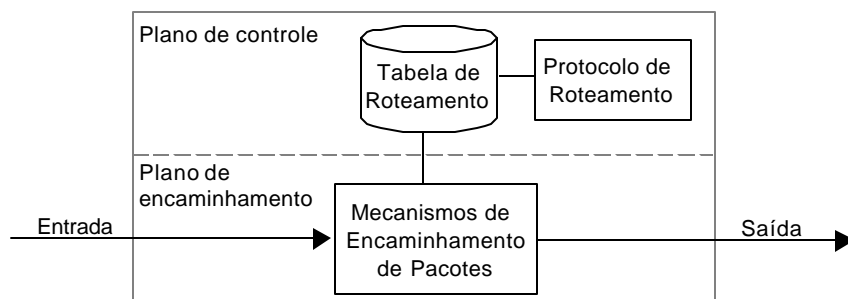 Plano de controle
Tabela de
Roteamento
Protocolo de
Roteamento
Plano de
encaminhamento
Entrada
Mecanismos de
Encaminhamento
de Pacotes
Saída